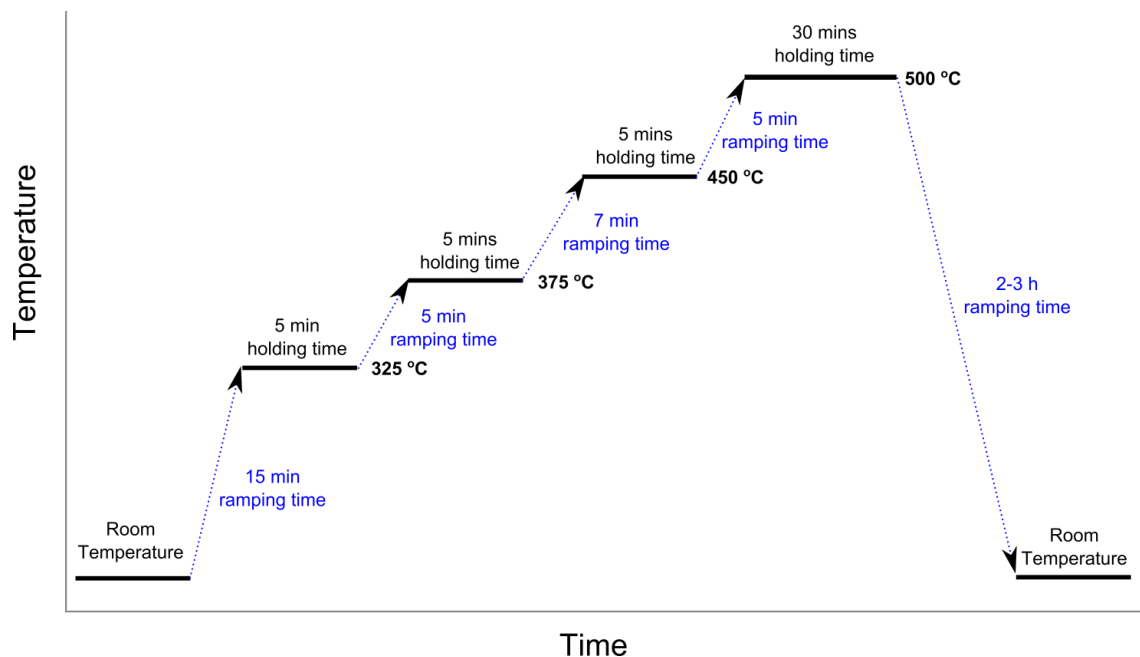 30 mins
holding time
500 °C
5 min
ramping time
5 mins
holding time
450 °C
7 min
ramping time
5 mins
holding time
375 °C
5 min
ramping time
5 min
holding time
325 °C
15 min
ramping time
Room
Temperature
2-3 h
ramping time
Room
Temperature
Temperature
Time